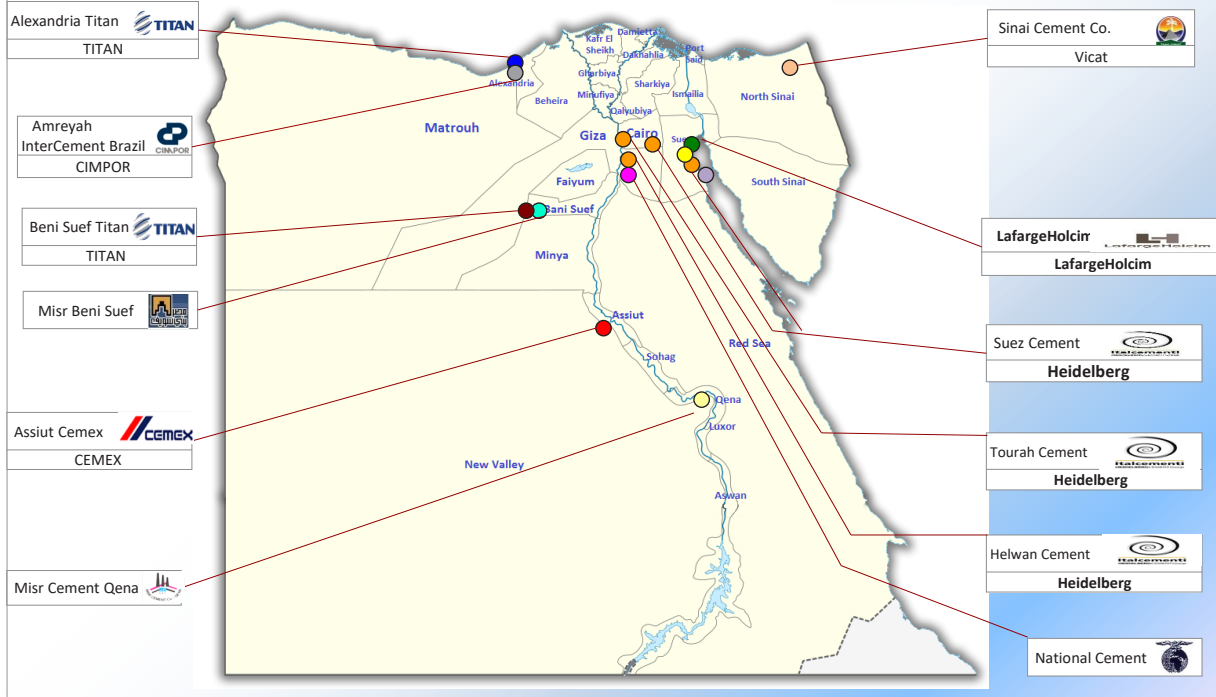 Alexandria Titan TITAN
TITAN
Amreyah
InterCement Brazil
CIMPOR
CIMPOR
Beni Suef Titan TITAN
TITAN
Misr Beni Suef
Assiut Cemex CEMEX
CEMEX
Misr Cement Qena
Kafr El
Sheikh
Damietta
Dakhahlia
Port
Said
Alexandria
Gharbiya
Beheira
Minufiya
Sharkiya
Ismailia
Qalyubiya
North Sinai
Matrouh
Giza
Cairo
South Sinai
Faiyum
Bani Suef
Minya
Assiut
Sohag
Red Sea
Qena
Luxor
New Valley
Aswan
Sinai Cement Co.
Vicat
LafargeHolcim LafargeHolcim
LafargeHolcim
Suez Cement Italcementi
Heidelberg
Tourah Cement Italcementi
Heidelberg
Helwan Cement Italcementi
Heidelberg
National Cement